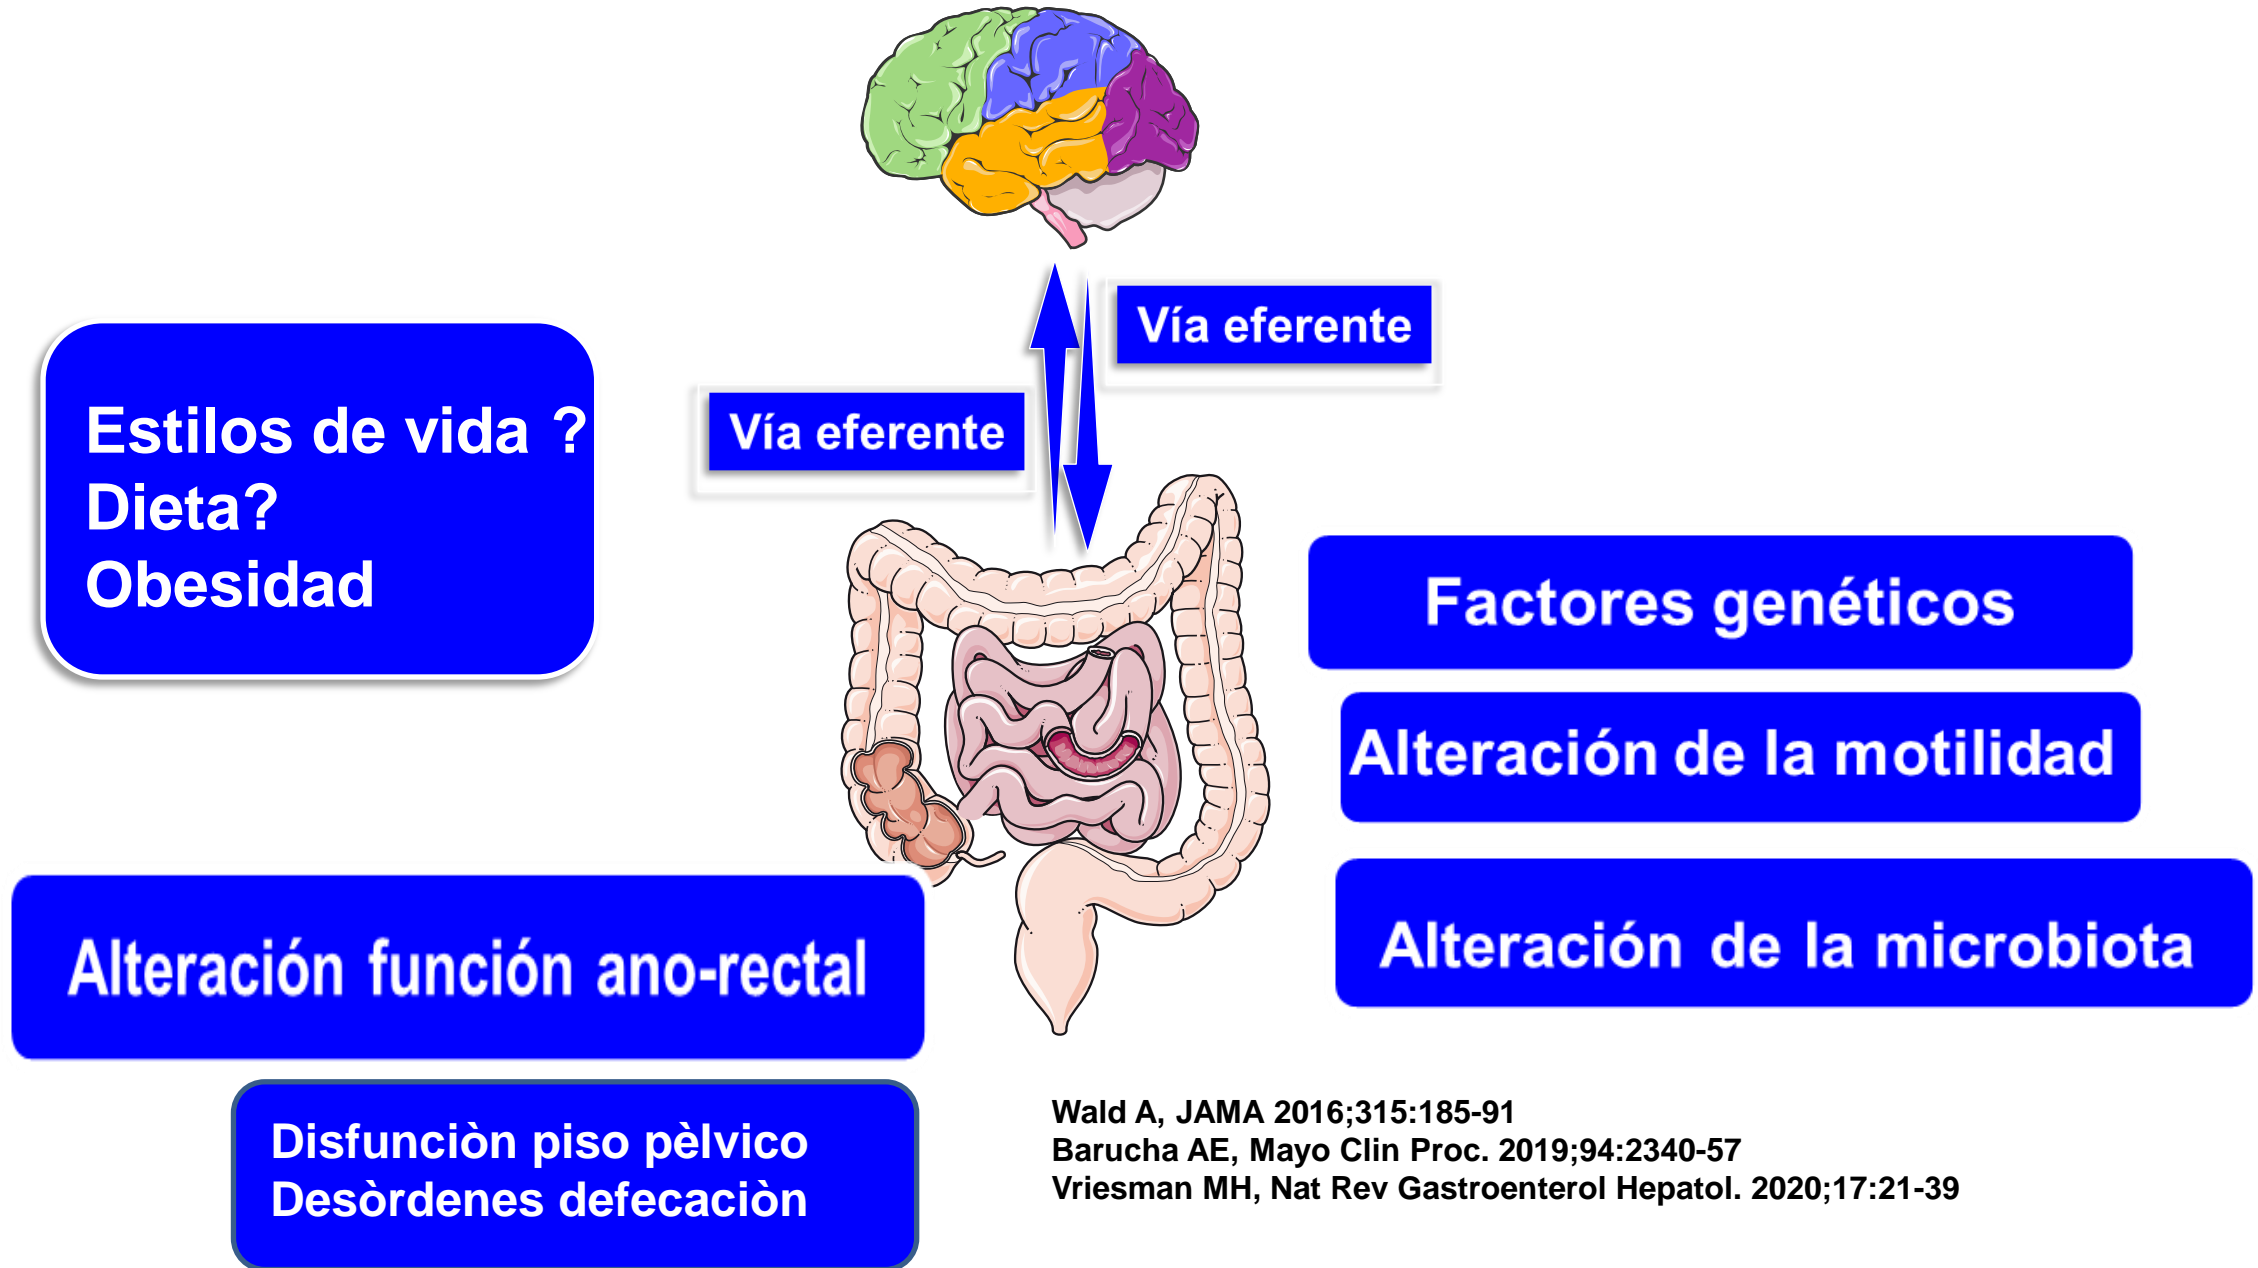 Vía eferente
Vía eferente
Estilos de vida ?
Dieta?
Obesidad
Factores genéticos
Alteración de la motilidad
Alteración de la microbiota
Alteración función ano-rectal
Disfunciòn piso pèlvico
Desòrdenes defecaciòn
Wald A, JAMA 2016;315:185-91
Barucha AE, Mayo Clin Proc. 2019;94:2340-57
Vriesman MH, Nat Rev Gastroenterol Hepatol. 2020;17:21-39